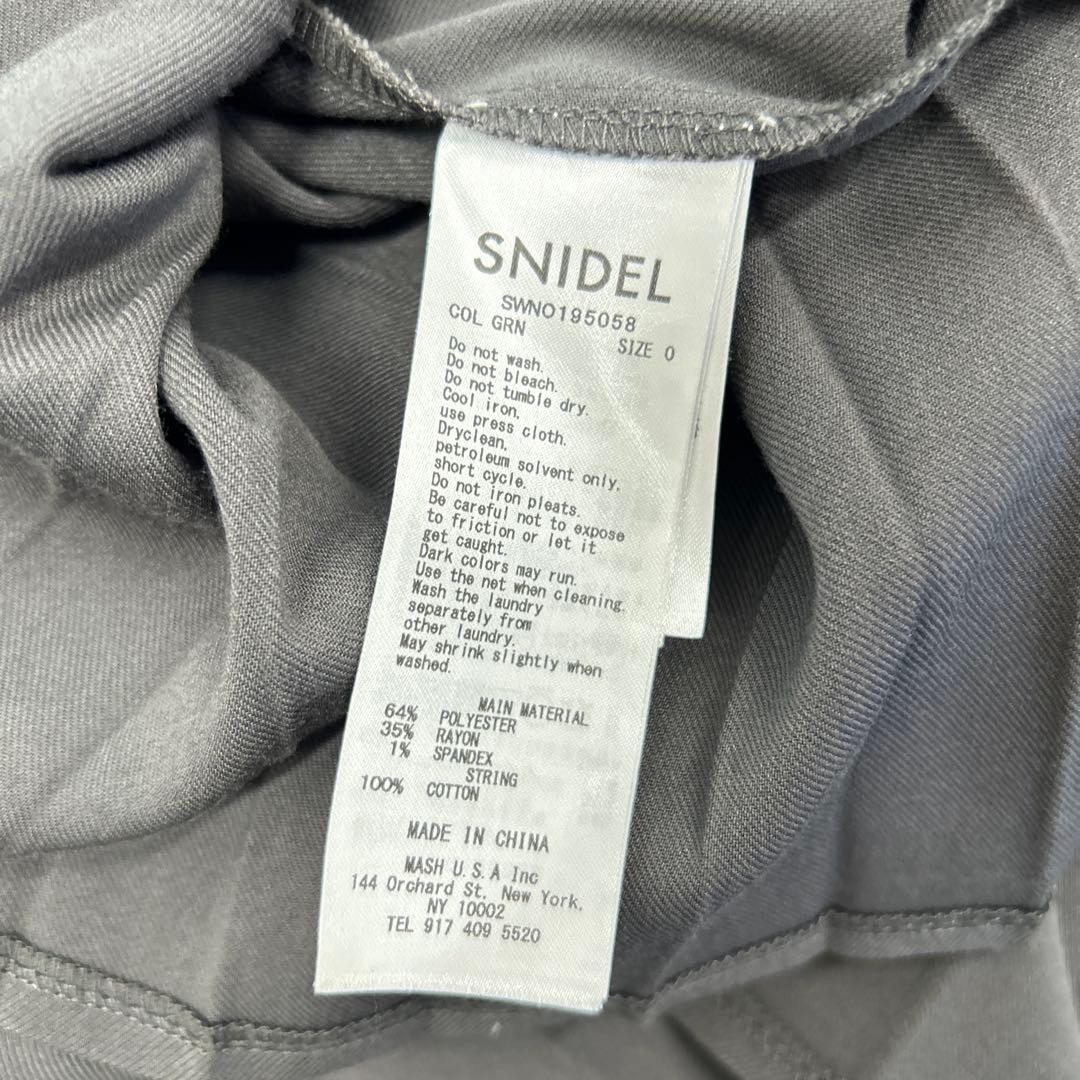 SNIDEL
SWNO195058
COL GRN
SIZE 0
Do not wash.
Do not bleach.
Do not tumble dry.
Cool iron.
use press cloth.
Dryclean.
petroleum solvent only.
short cycle.
Do not iron pleats.
Be careful not to expose
to friction or let it
get caught.
Dark colors may run.
Use the net when cleaning.
Wash the laundry
separately from
other laundry.
May shrink slightly when
washed.
MAIN MATERIAL
64% POLYESTER
35% RAYON
1% SPANDEX
STRING
100% COTTON
MADE IN CHINA
MASH U.S.A Inc
144 Orchard St. New York.
NY 10002
TEL 917 409 5520